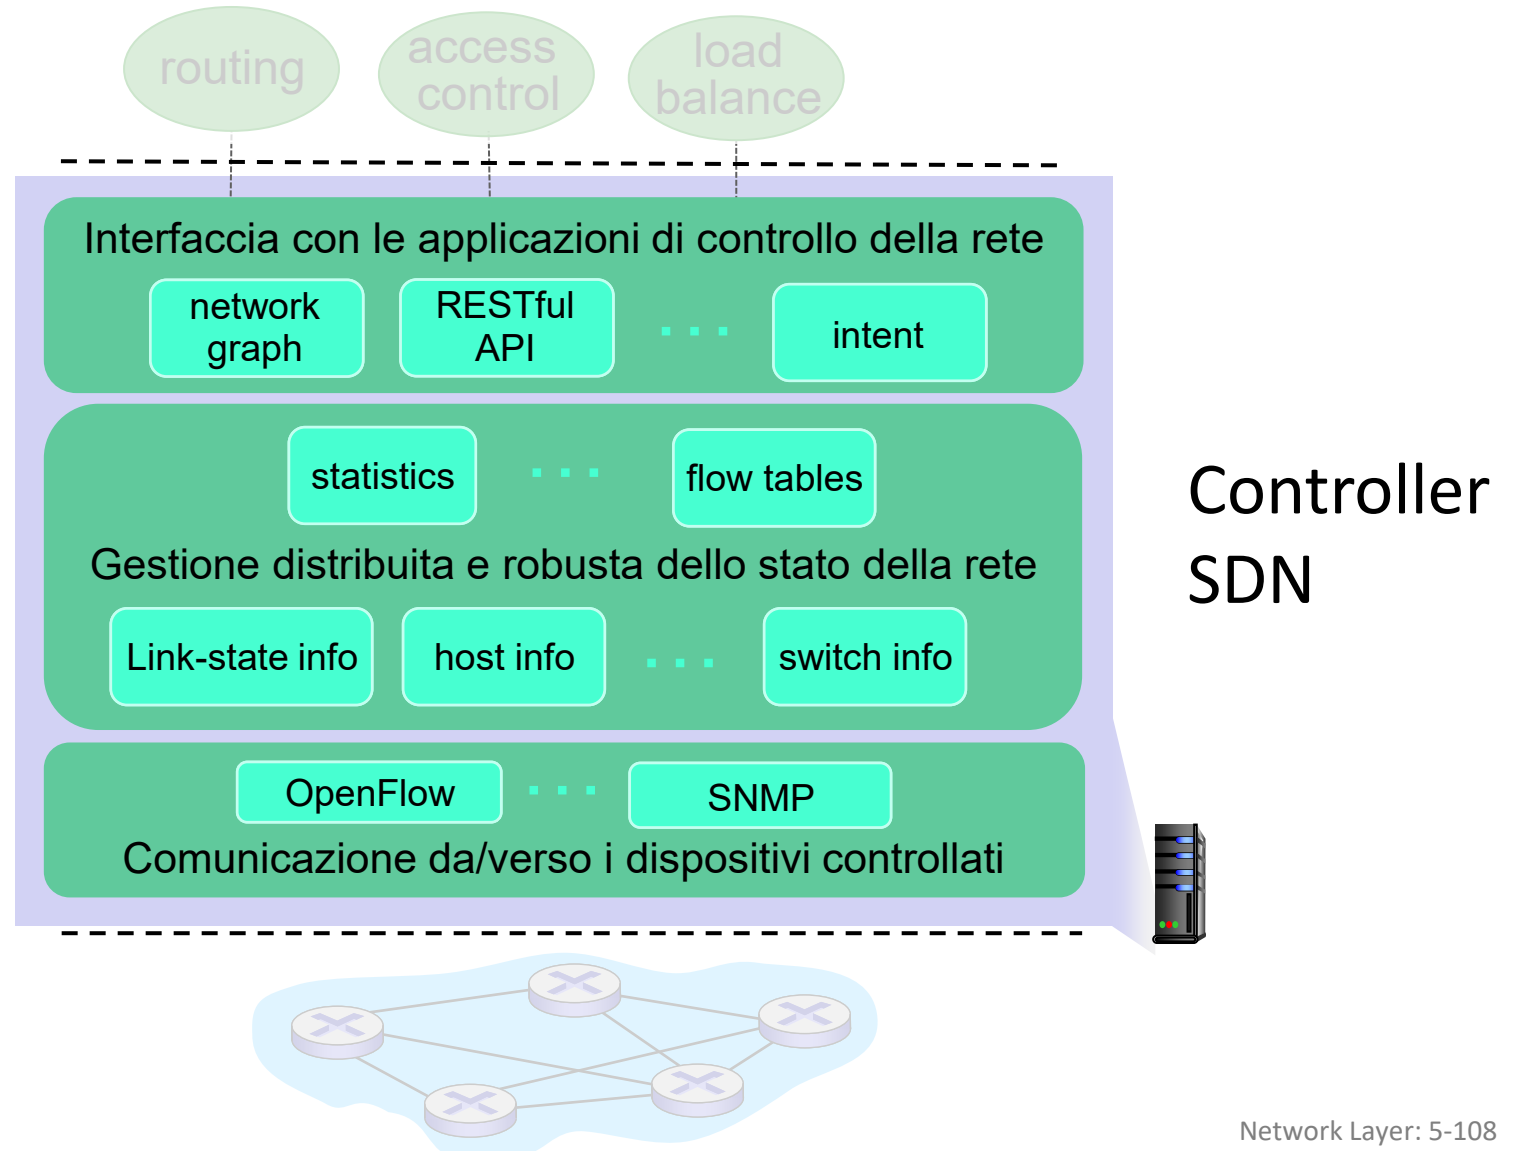 routing
access
control
load
balance
Interfaccia con le applicazioni di controllo della rete
network
graph
RESTful
API
intent
statistics
flow tables
Gestione distribuita e robusta dello stato della rete
Link-state info
host info
switch info
OpenFlow
SNMP
Comunicazione da/verso i dispositivi controllati
Controller
SDN
Network Layer: 5-108